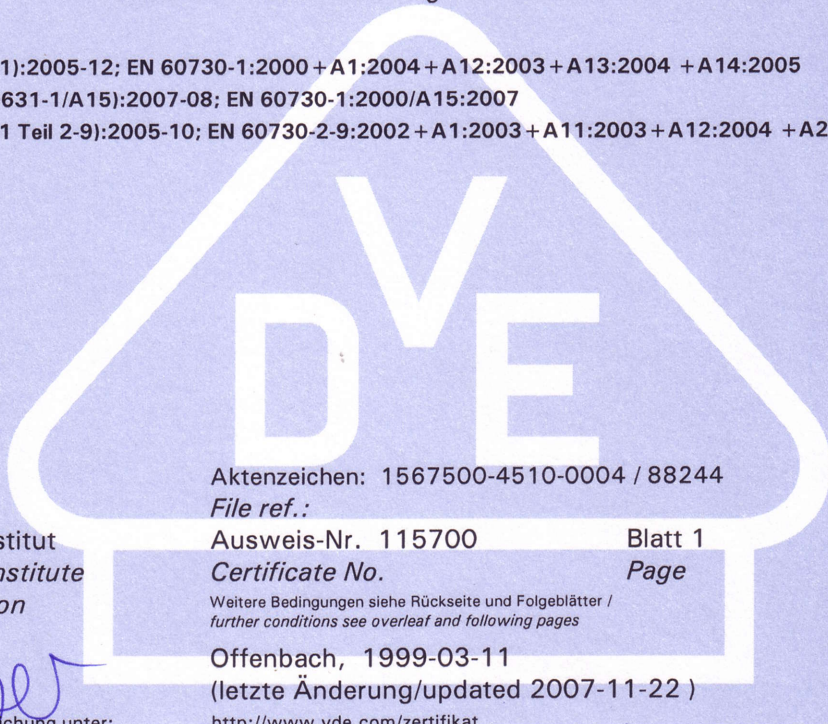 1):2005-12; EN 60730-1:2000+A1:2004+A12:2003+A13:2004 +A14:2005
631-1/A15):2007-08; EN 60730-1:2000/A15:2007
1 Teil 2-9):2005-10; EN 60730-2-9:2002+A1:2003+A11:2003+A12:2004 +A2
V
D E
Aktenzeichen: 1567500-4510-0004 / 88244
File ref.:
stitut Ausweis-Nr. 115700 Blatt 1
nstitute Certificate No. Page
on Weitere Bedingungen siehe Rückseite und Folgeblätter /
further conditions see overleaf and following pages
Offenbach, 1999-03-11
(letzte Änderung/updated 2007-11-22 )
ichung unter: http://www.vde.com/zertifikat